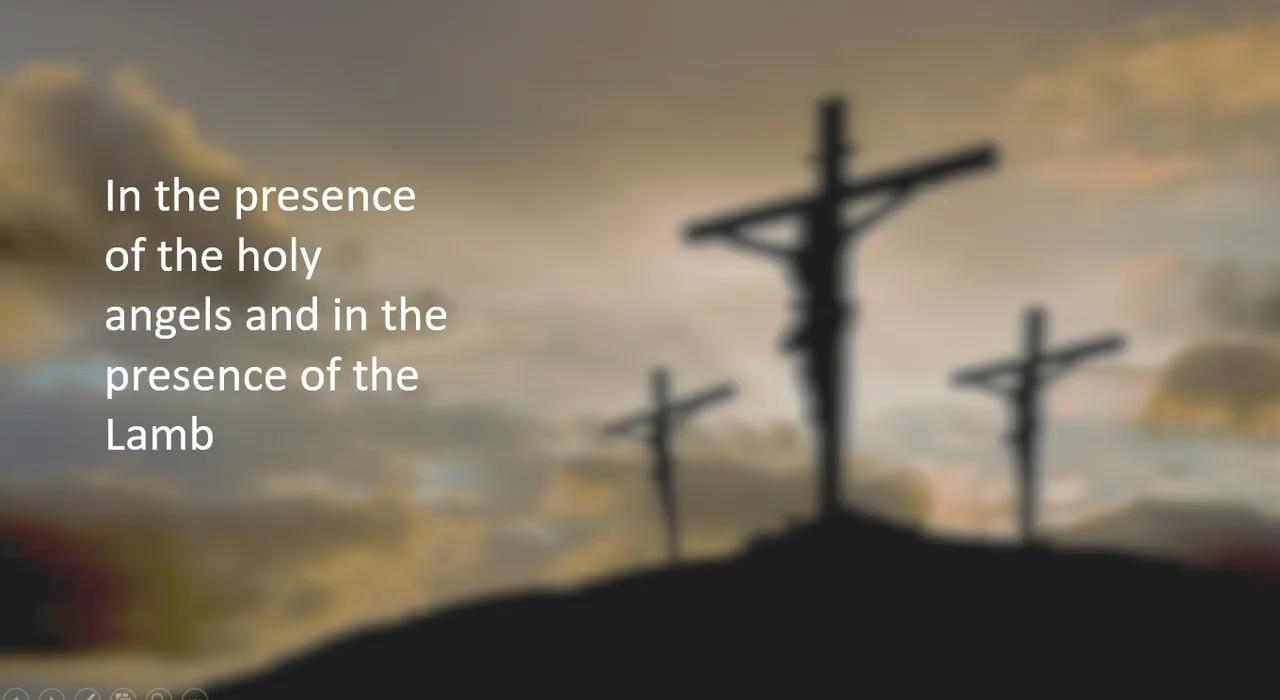 In the presence
of the holy
angels and in the
presence of the
Lamb